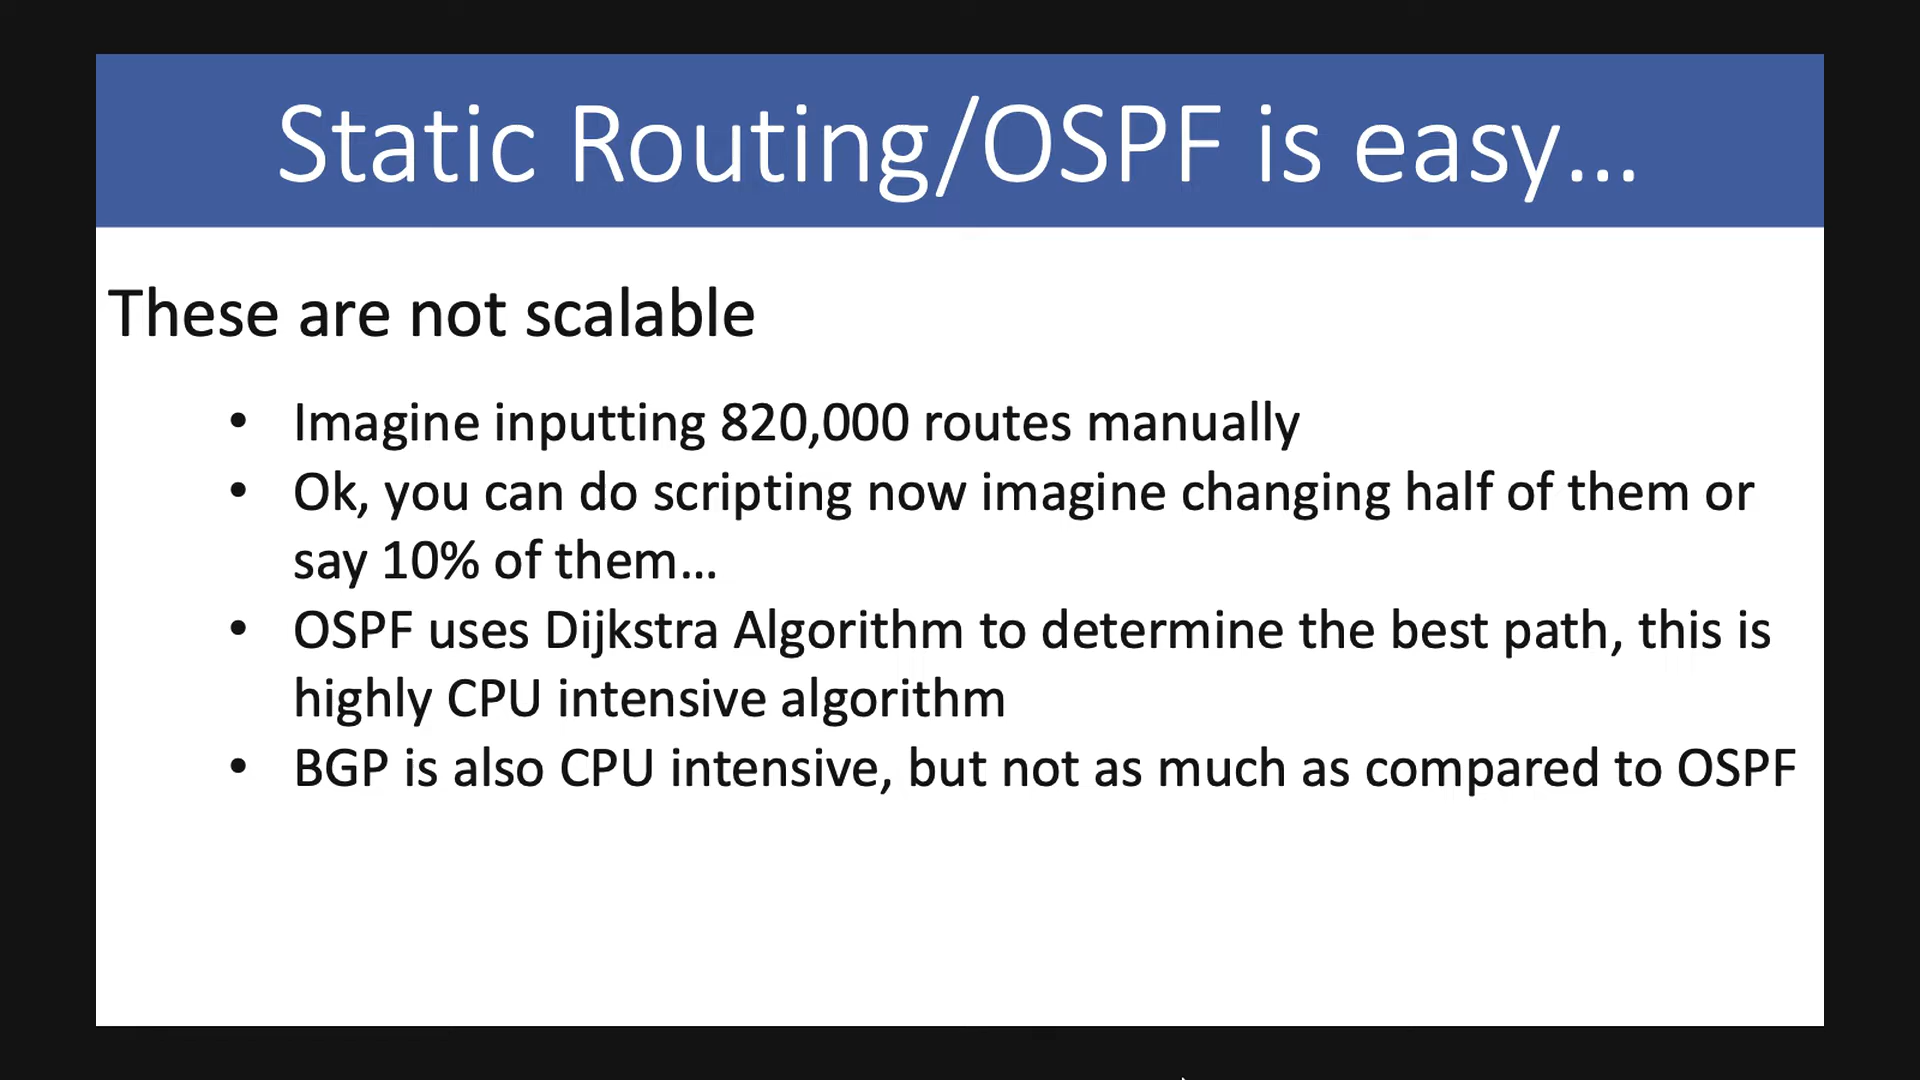 Static Routing/OSPF is easy...
These are not scalable
• Imagine inputting 820,000 routes manually
• Ok, you can do scripting now imagine changing half of them or
say 10% of them...
• OSPF uses Dijkstra Algorithm to determine the best path, this is
highly CPU intensive algorithm
• BGP is also CPU intensive, but not as much as compared to OSPF